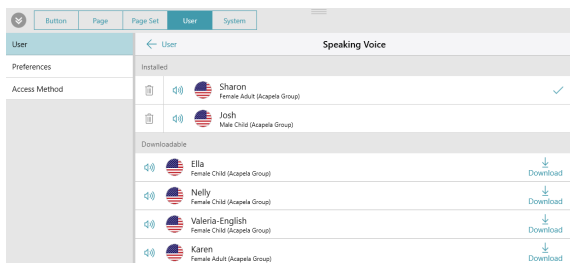 Button Page Page Set User System
User
Preferences
Access Method
User Speaking Voice
Installed
Sharon
Female Adult (Acapela Group)
Josh
Male Child (Acapela Group)
Downloadable
Ella
Female Child (Acapela Group)
Download
Nelly
Female Child (Acapela Group)
Download
Valeria-English
Female Child (Acapela Group)
Download
Karen
Female Adult (Acapela Group)
Download